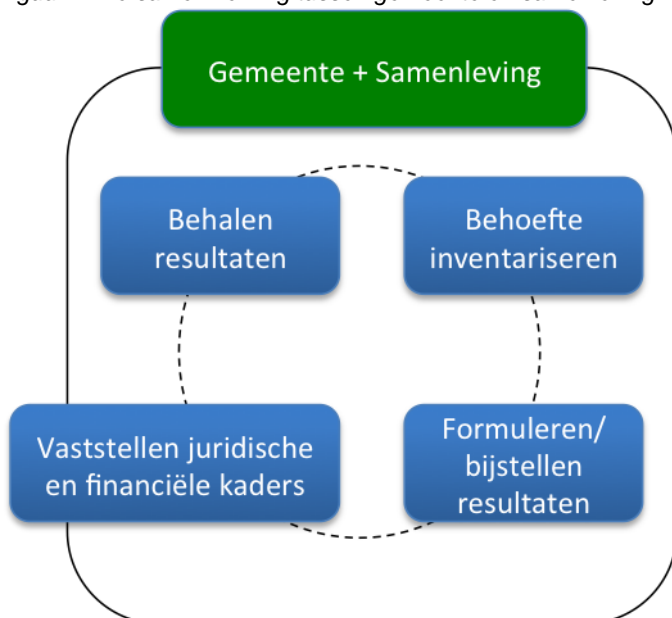 Gemeente + Samenleving
Behalen
resultaten
Behoefte
inventariseren
Vaststellen juridische
en financiële kaders
Formuleren/
bijstellen
resultaten